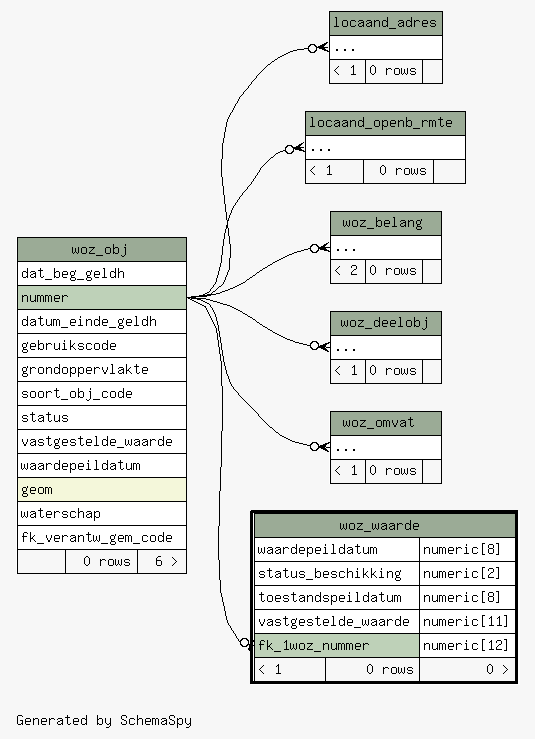 locaand_adres
...
< 1 0 rows
locaand_openb_rmte
...
< 1 0 rows
woz_belang
...
< 2 0 rows
woz_deelobj
...
< 1 0 rows
woz_omvat
...
< 1 0 rows
woz_obj
dat_beg_geldh
nummer
datum_einde_geldh
gebruikscode
grondoppervlakte
soort_obj_code
status
vastgestelde_waarde
waardepeildatum
geom
waterschap
fk_verantw_gem_code
0 rows 6 >
woz_waarde
waardepeildatum numeric[8]
status_beschikking numeric[2]
toestandspeildatum numeric[8]
vastgestelde_waarde numeric[11]
fk_1woz_nummer numeric[12]
< 1 0 rows 0 >
Generated by SchemaSpy